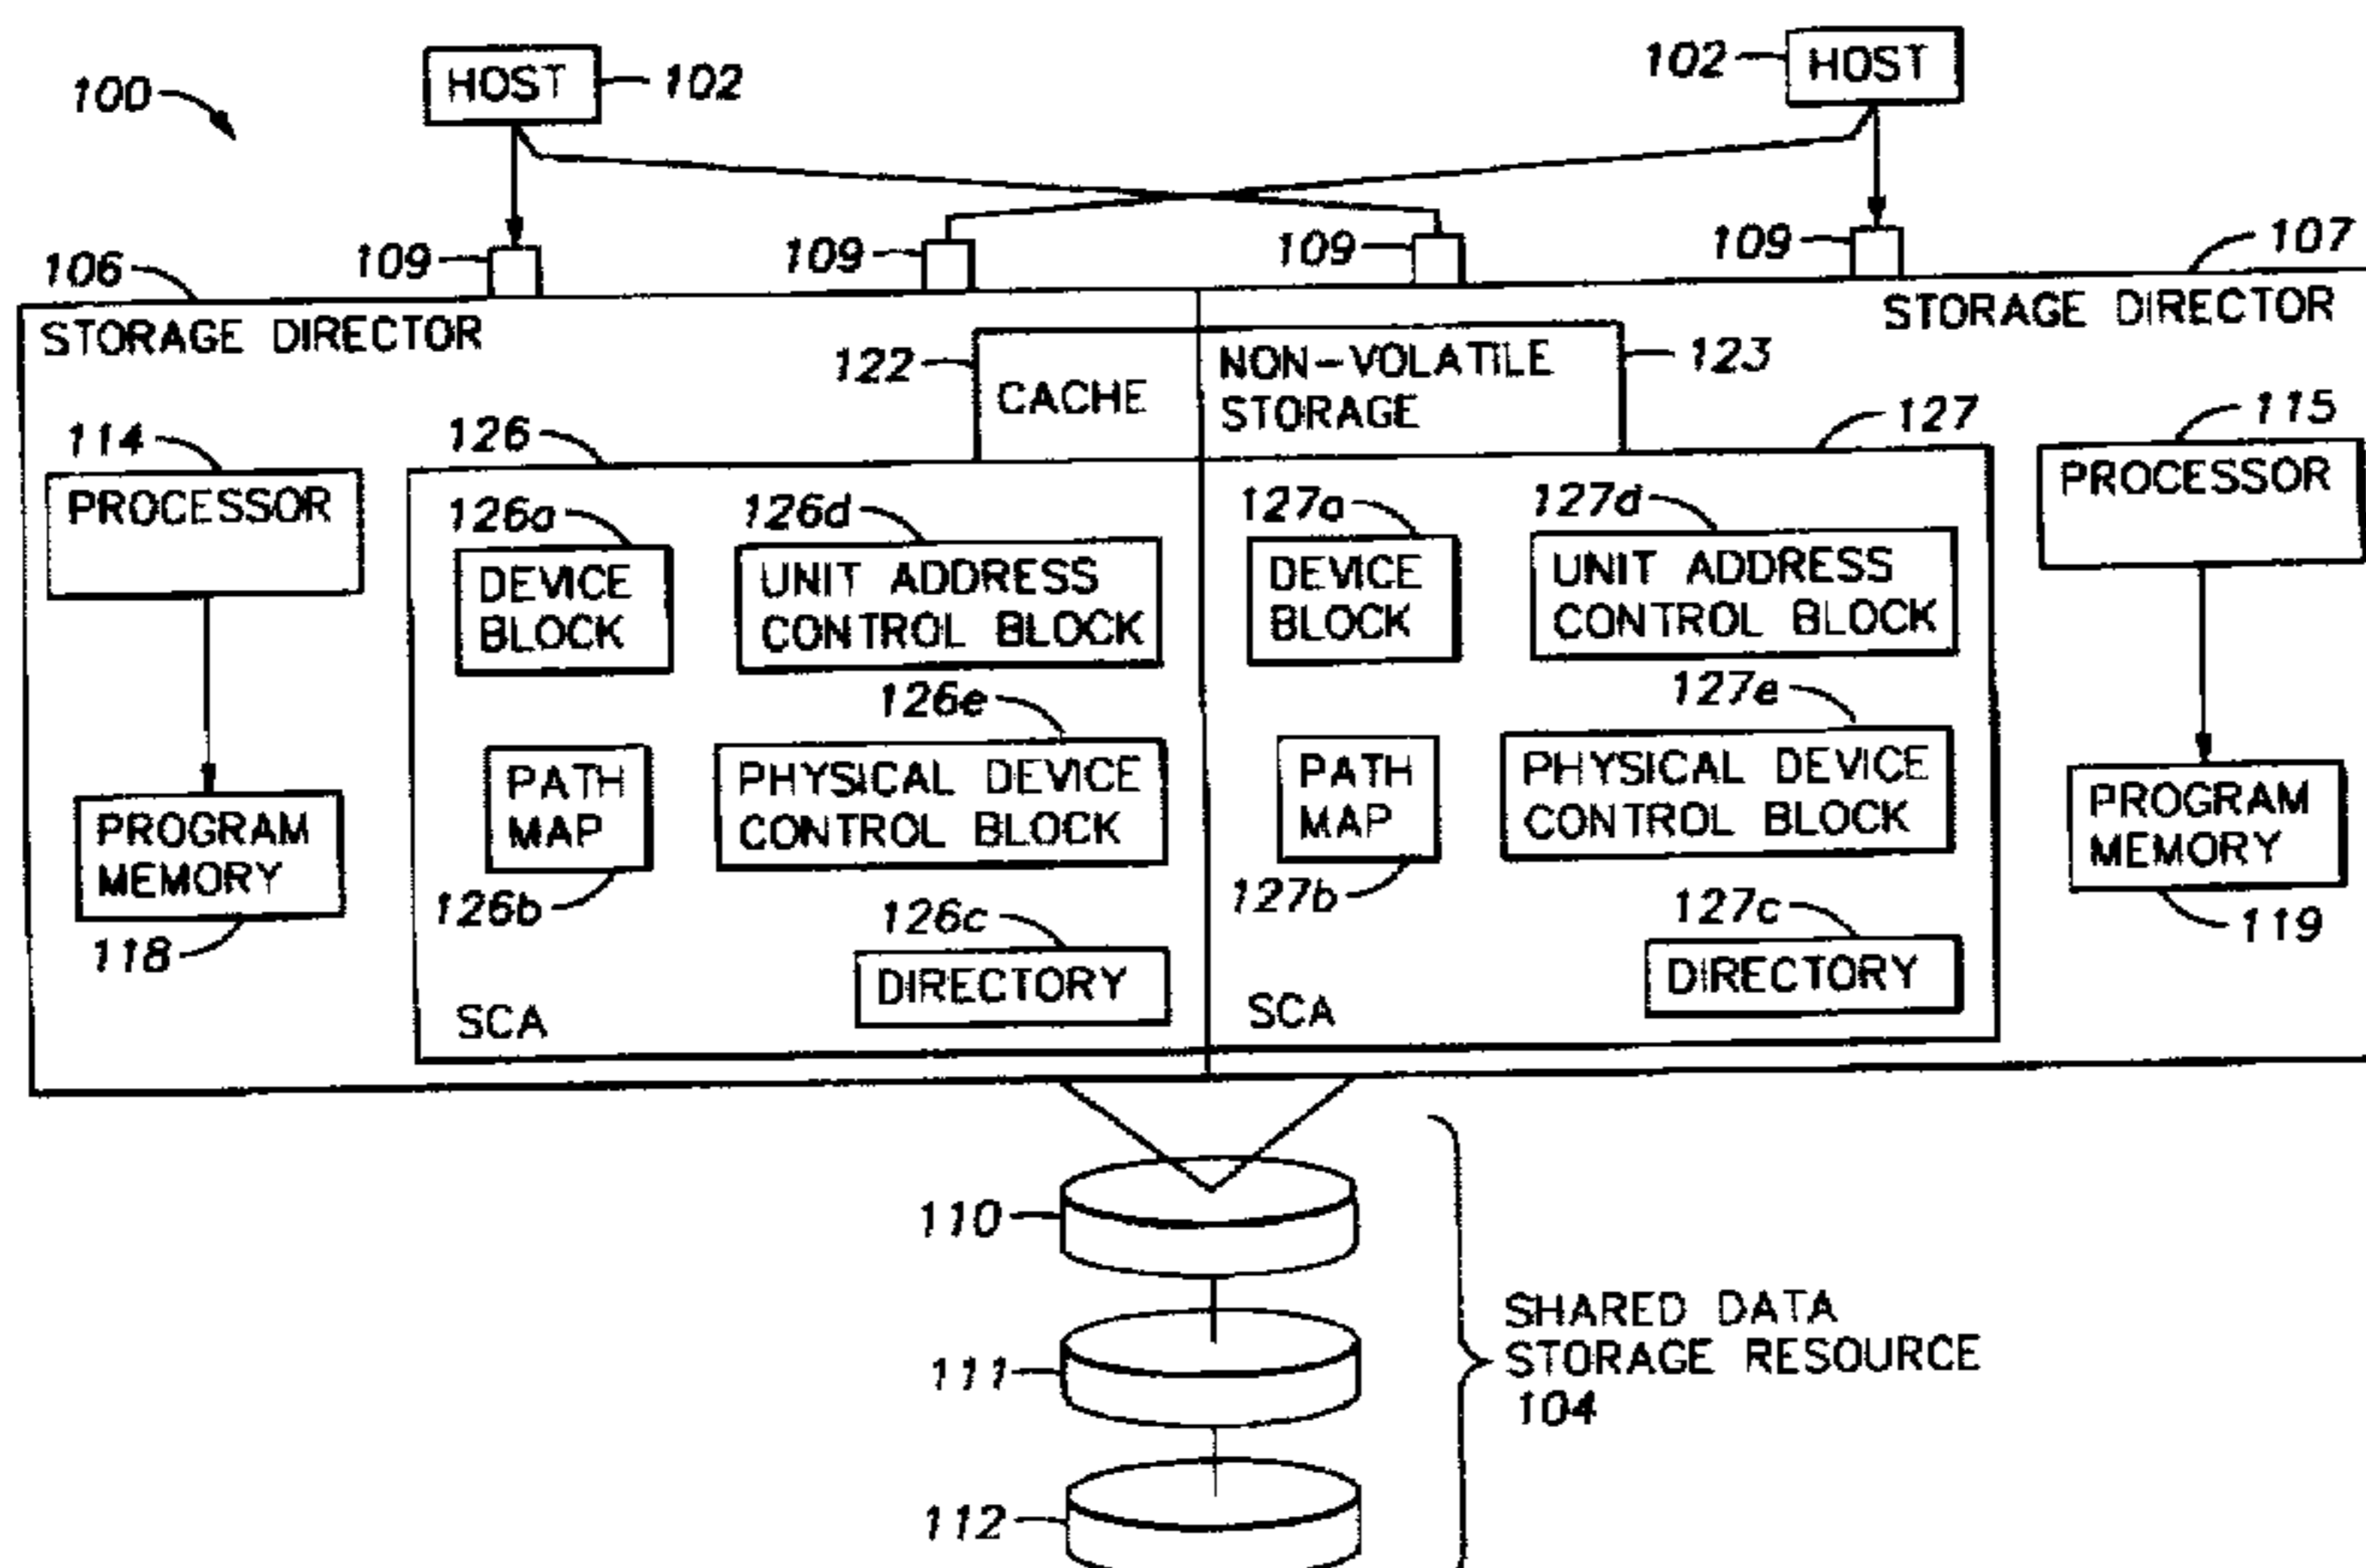 100
HOST
102
102
HOST
106
109
109
109
109
107
STORAGE DIRECTOR
STORAGE DIRECTOR
122
CACHE
NON-VOLATILE
STORAGE
123
114
PROCESSOR
126
127
115
PROCESSOR
126a
DEVICE
BLOCK
126d
UNIT ADDRESS
CONTROL BLOCK
127a
DEVICE
BLOCK
127d
UNIT ADDRESS
CONTROL BLOCK
126e
PHYSICAL DEVICE
CONTROL BLOCK
PATH
MAP
126b
127e
PHYSICAL DEVICE
CONTROL BLOCK
PATH
MAP
127b
PROGRAM
MEMORY
118
PROGRAM
MEMORY
119
126c
DIRECTORY
127c
DIRECTORY
SCA
SCA
110
111
112
SHARED DATA
STORAGE RESOURCE
104